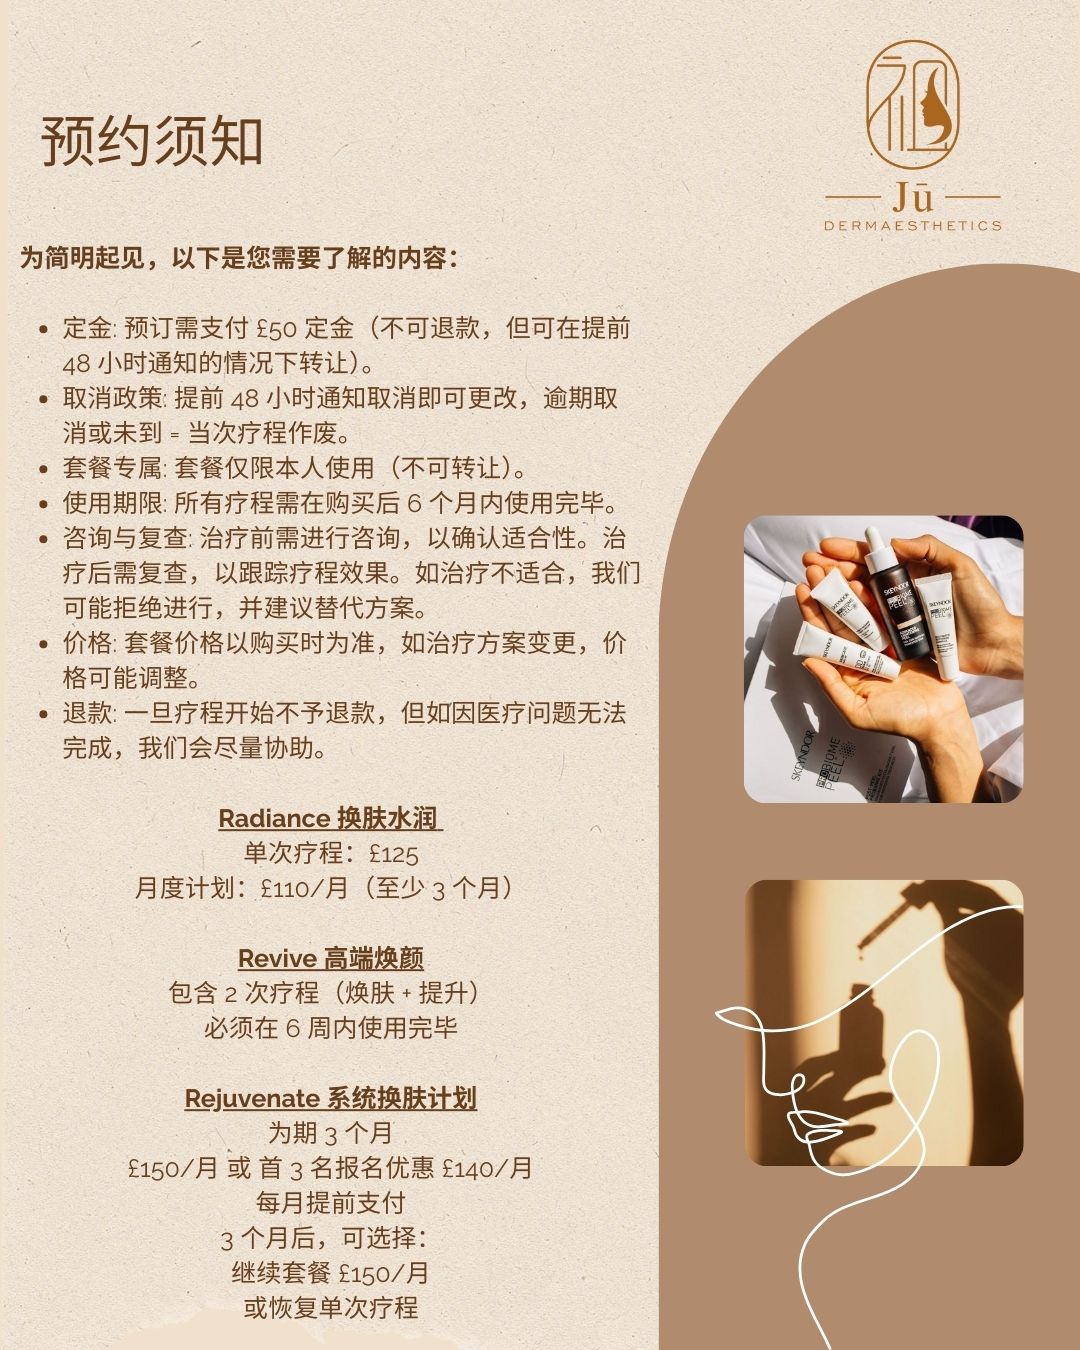 祖
Jū
DERMAESTHETICS
预约须知
为简明起见，以下是您需要了解的内容：
• 定金: 预订需支付 £50 定金（不可退款，但可在提前
48 小时通知的情况下转让）。
• 取消政策: 提前 48 小时通知取消即可更改，逾期取
消或未到 = 当次疗程作废。
• 套餐专属: 套餐仅限本人使用（不可转让）。
• 使用期限: 所有疗程需在购买后 6 个月内使用完毕。
• 咨询与复查: 治疗前需进行咨询，以确认适合性。治
疗后需复查，以跟踪疗程效果。如治疗不适合，我们
可能拒绝进行，并建议替代方案。
• 价格: 套餐价格以购买时为准，如治疗方案变更，价
格可能调整。
• 退款: 一旦疗程开始不予退款，但如因医疗问题无法
完成，我们会尽量协助。
Radiance 换肤水润
单次疗程：£125
月度计划：£110/月（至少 3 个月）
Revive 高端焕颜
包含 2 次疗程（焕肤 + 提升）
必须在 6 周内使用完毕
Rejuvenate 系统换肤计划
为期 3 个月
£150/月 或 首 3 名报名优惠 £140/月
每月提前支付
3 个月后，可选择：
继续套餐 £150/月
或恢复单次疗程
SKEYNDOR
PROBIOME
PEEL
SKEYNDOR
PROBIOME
PEEL